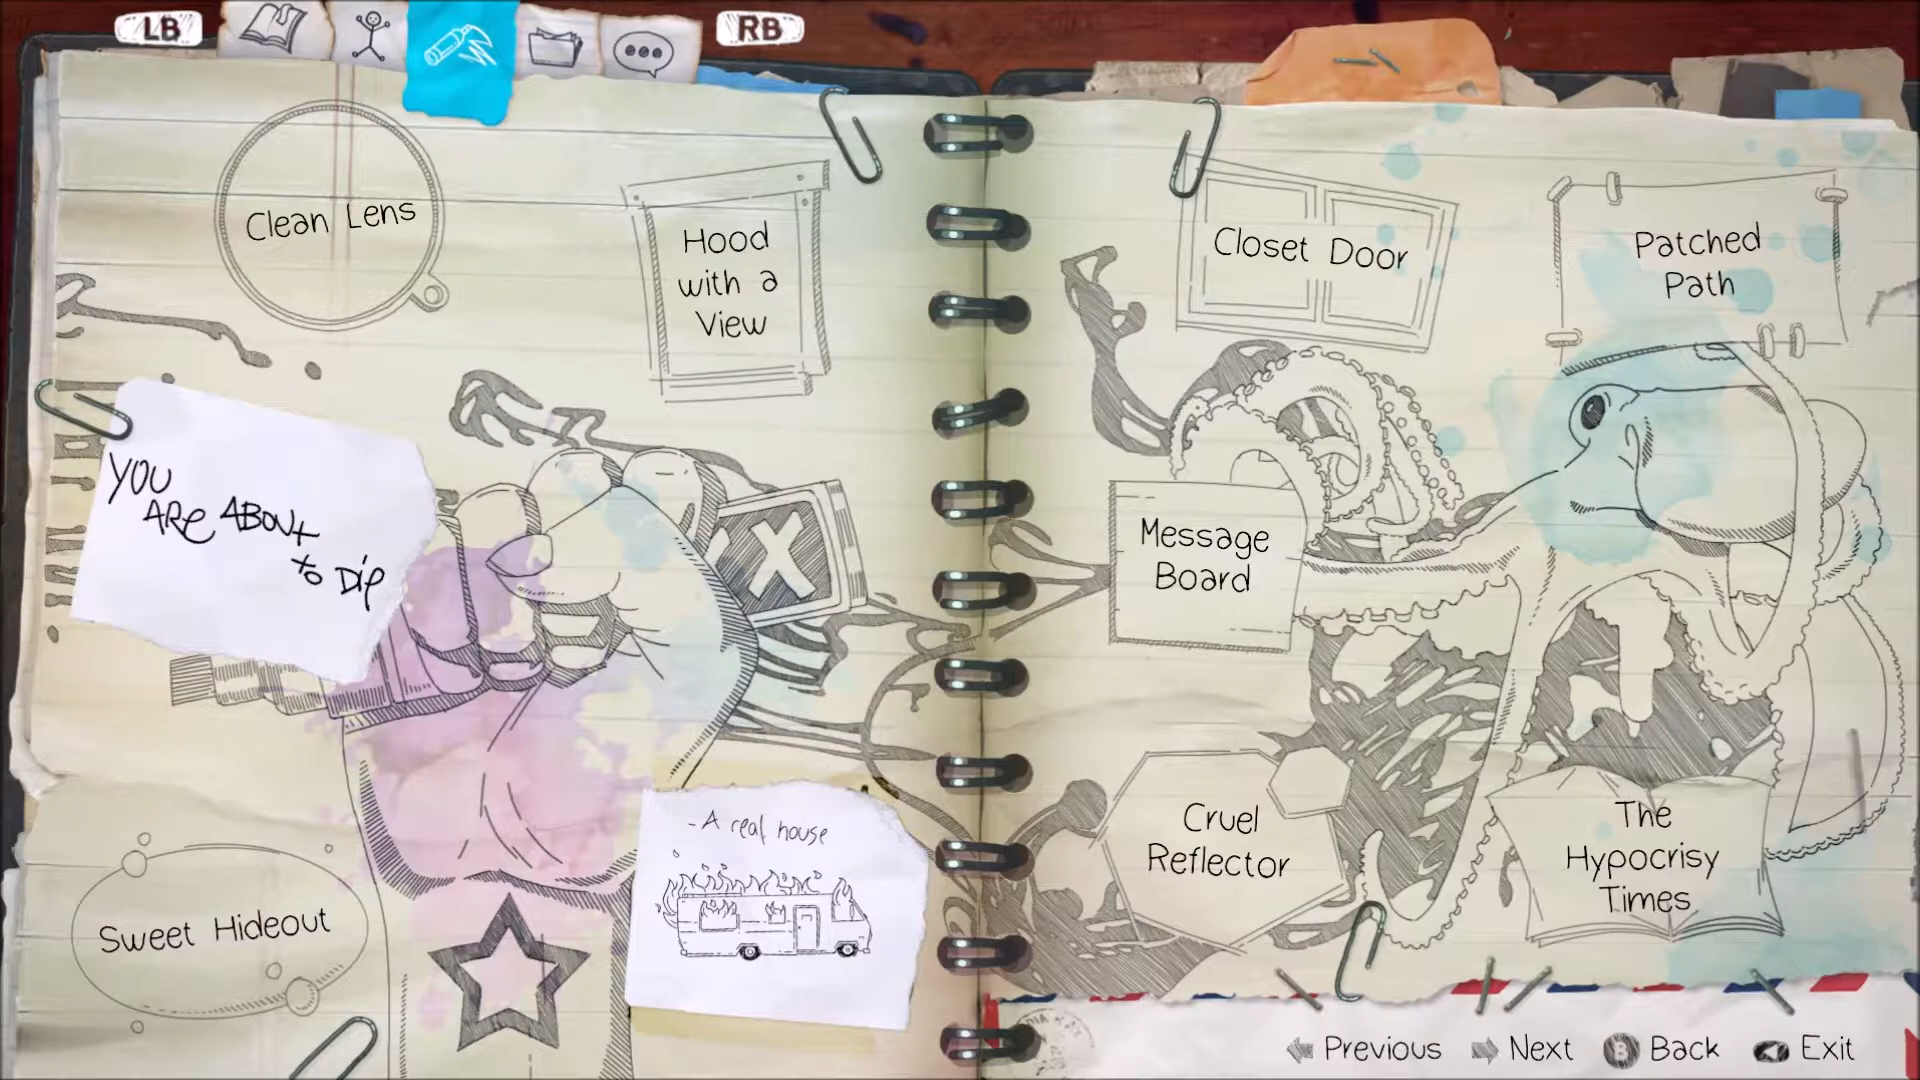 LB
RB
Clean Lens
Hood
with a
View
YOU
ARe ABOUt
to Dip
- A real house
Sweet Hideout
Closet Door
Patched
Path
Message
Board
Cruel
Reflector
The
Hypocrisy
Times
Previous
Next
B Back
Exit